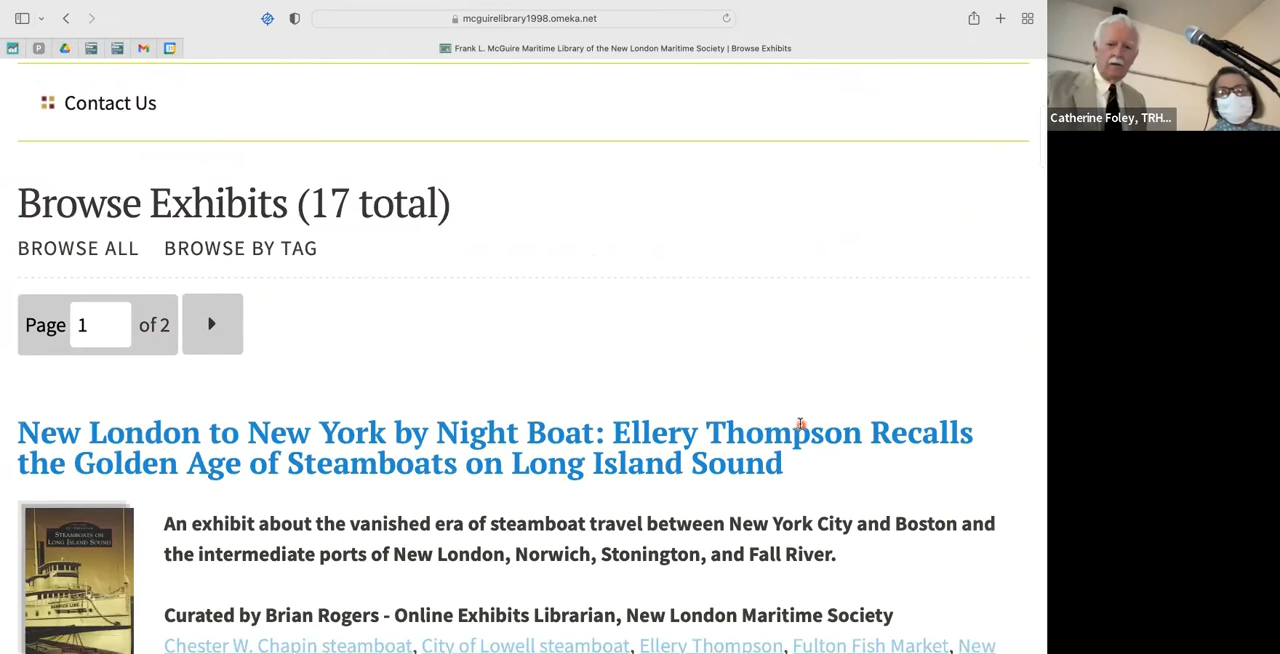 mcguirelibrary1998.omeka.net
Frank L. McGuire Maritime Library of the New London Maritime Society | Browse Exhibits
Catherine Foley, TRH...
Contact Us
Browse Exhibits (17 total)
BROWSE ALL BROWSE BY TAG
Page 1 of 2
New London to New York by Night Boat: Ellery Thompson Recalls
the Golden Age of Steamboats on Long Island Sound
STEAMBOATS ON
LONG ISLAND SOUND
An exhibit about the vanished era of steamboat travel between New York City and Boston and
the intermediate ports of New London, Norwich, Stonington, and Fall River.
Curated by Brian Rogers - Online Exhibits Librarian, New London Maritime Society
Chester W. Chapin steamboat, City of Lowell steamboat, Ellery Thompson, Fulton Fish Market, New